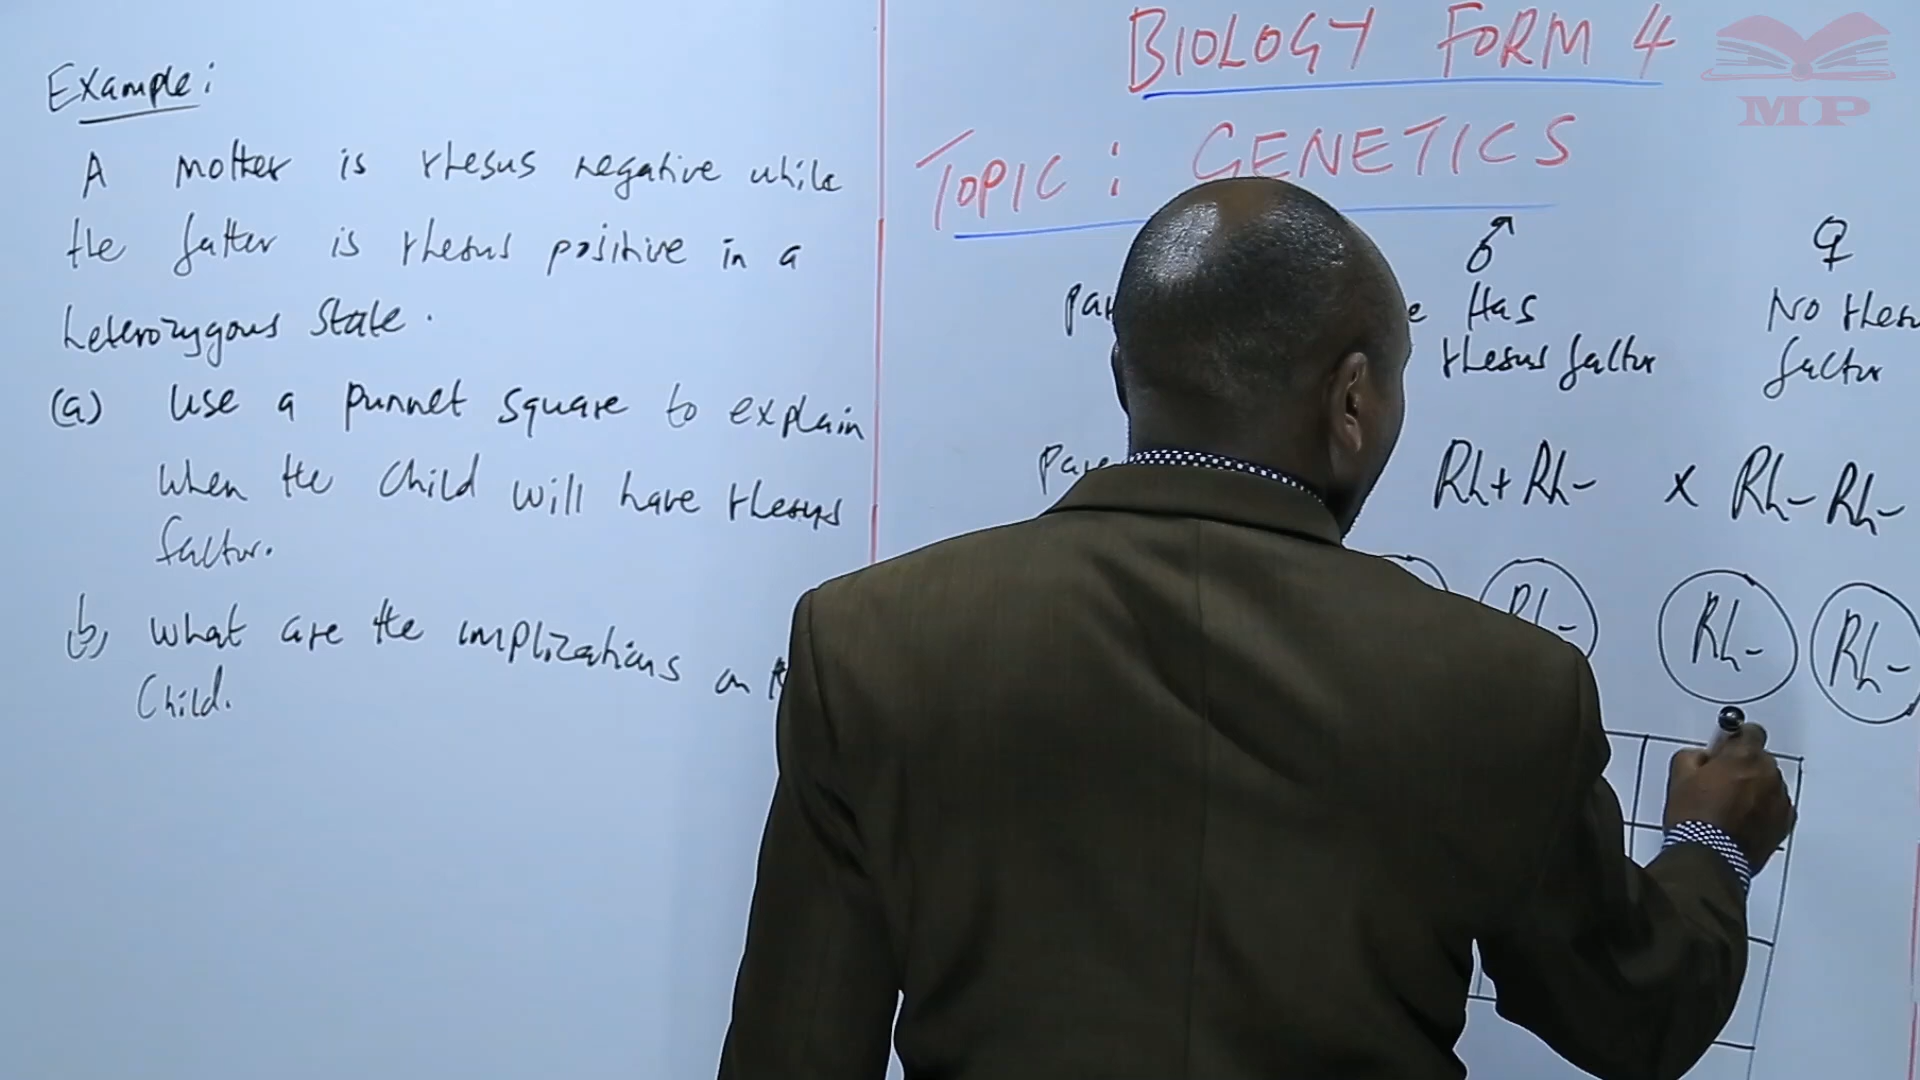 Example:
A mother is rhesus negative while
the father is rhesus positive in a
heterozygous state.
(a) Use a punnet square to explain
when the child will have rhesus
factor.
b) What are the implications on
Child.
BIOLOGY FORM 4
TOPIC: GENETICS
♂ ♀
Has No
rhesus factor factor
Rh+ Rh- x Rh- Rh-
Rh- Rh- Rh-
MP